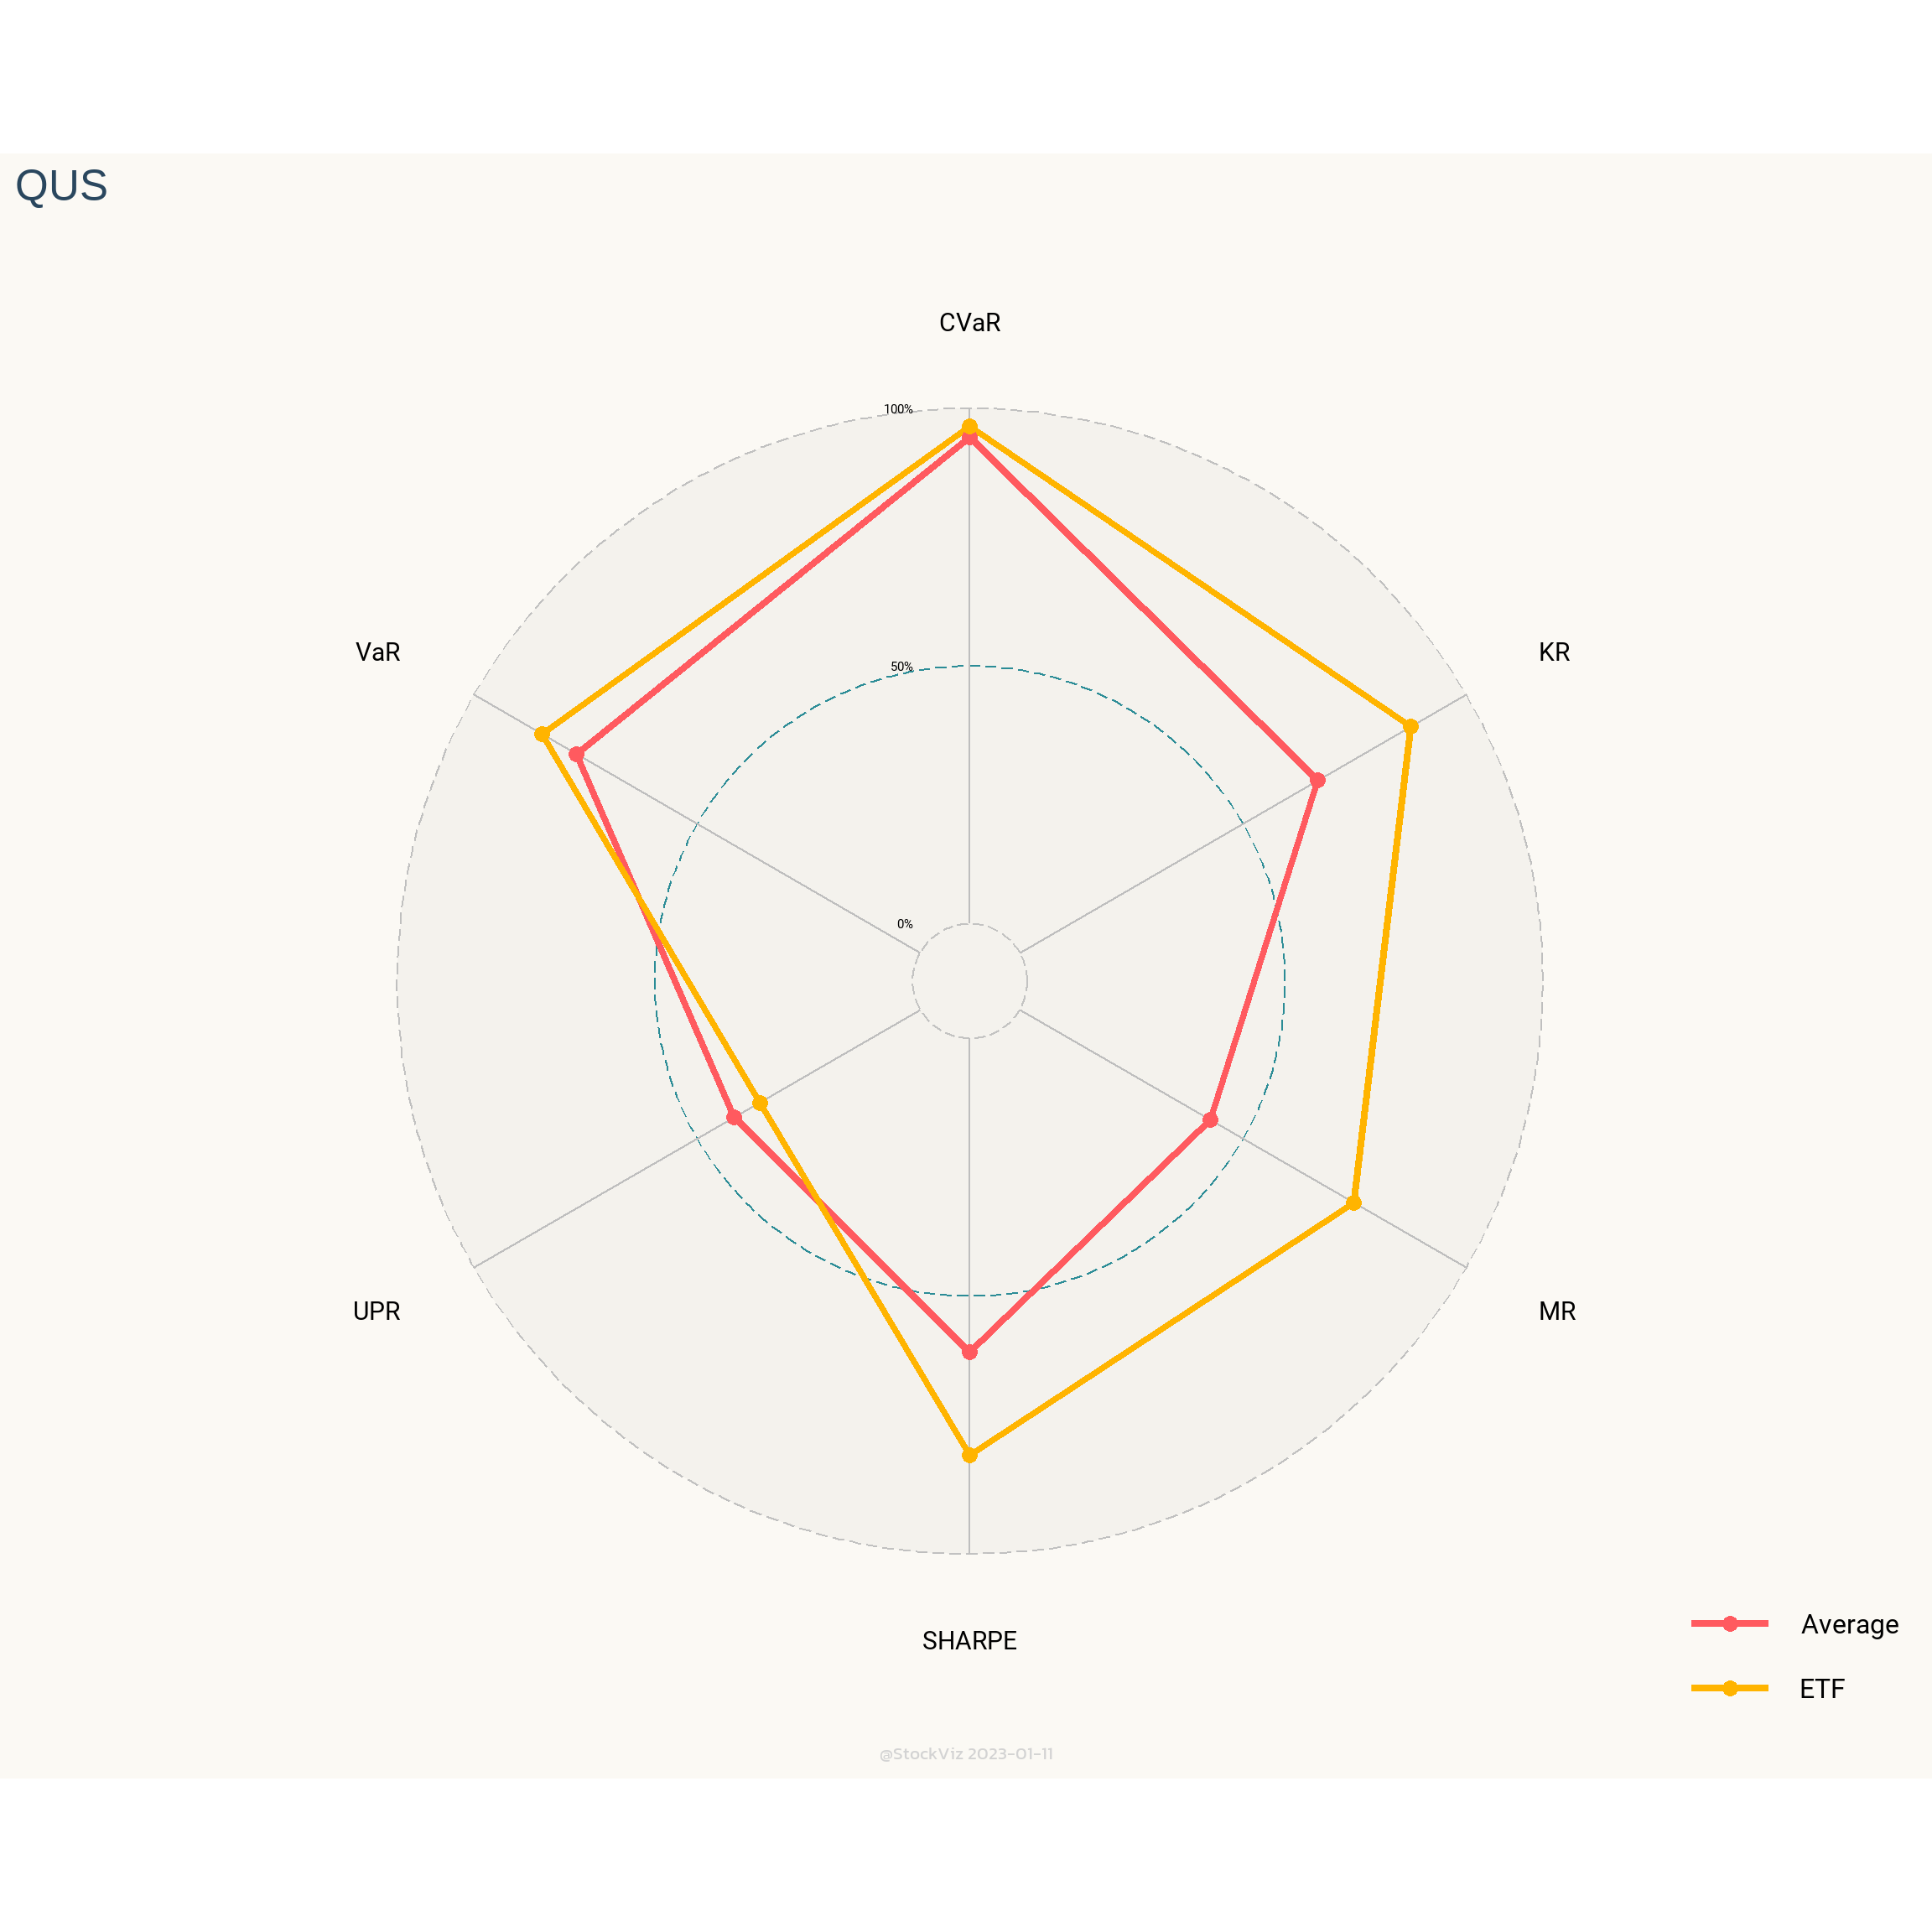 QUS
CVaR
100%
VaR
KR
50%
0%
UPR
MR
SHARPE
Average
ETF
@StockViz 2023-01-11